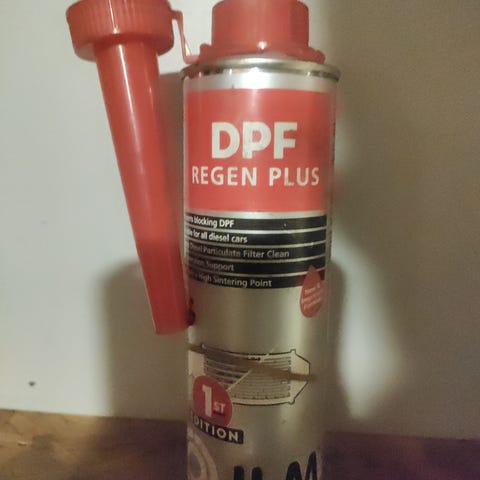 DPF
REGEN PLUS
blocking DPF
for all diesel cars
Diesel Particulate Filter Clean
Support
High Sintering Point
1ST
EDITION